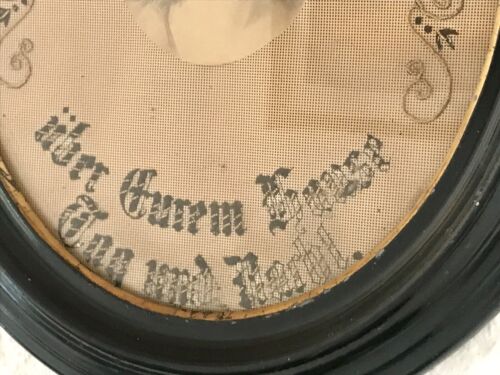 über Eurem Hause
Tag und Nacht.